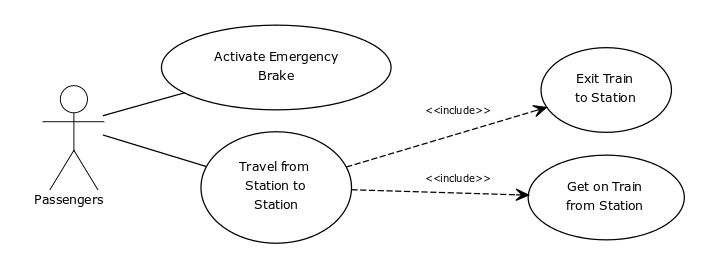 Activate Emergency
Brake
Exit Train
to Station
<<include>>
Travel from
Station to
Station
<<include>>
Get on Train
from Station
Passengers